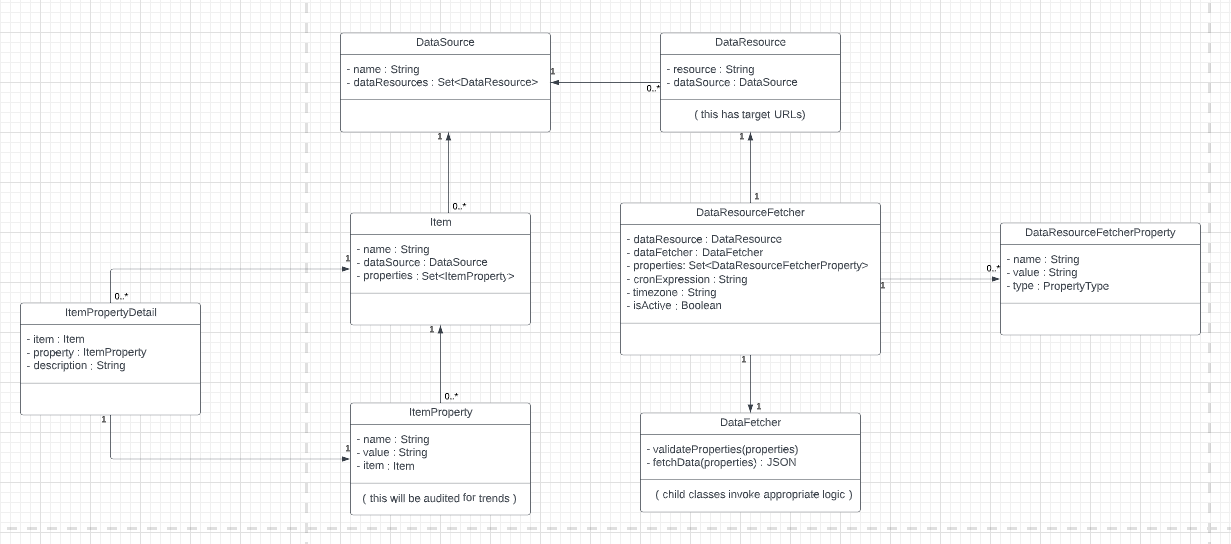 DataSource
- name : String
- dataResources : Set<DataResource>
1
0..*
DataResource
- resource : String
- dataSource : DataSource
( this has target URLs)
1
0..*
1
1
Item
- name : String
- dataSource : DataSource
- properties : Set<ItemProperty>
1
0..*
ItemPropertyDetail
- item : Item
- property : ItemProperty
- description : String
1
1
1
0..*
ItemProperty
- name : String
- value : String
- item : Item
( this will be audited for trends )
DataResourceFetcher
- dataResource : DataResource
- dataFetcher : DataFetcher
- properties: Set<DataResourceFetcherProperty>
- cronExpression : String
- timezone : String
- isActive : Boolean
1
0..*
DataResourceFetcherProperty
- name : String
- value : String
- type : PropertyType
1
1
DataFetcher
- validateProperties(properties)
- fetchData(properties) : JSON
( child classes invoke appropriate logic )